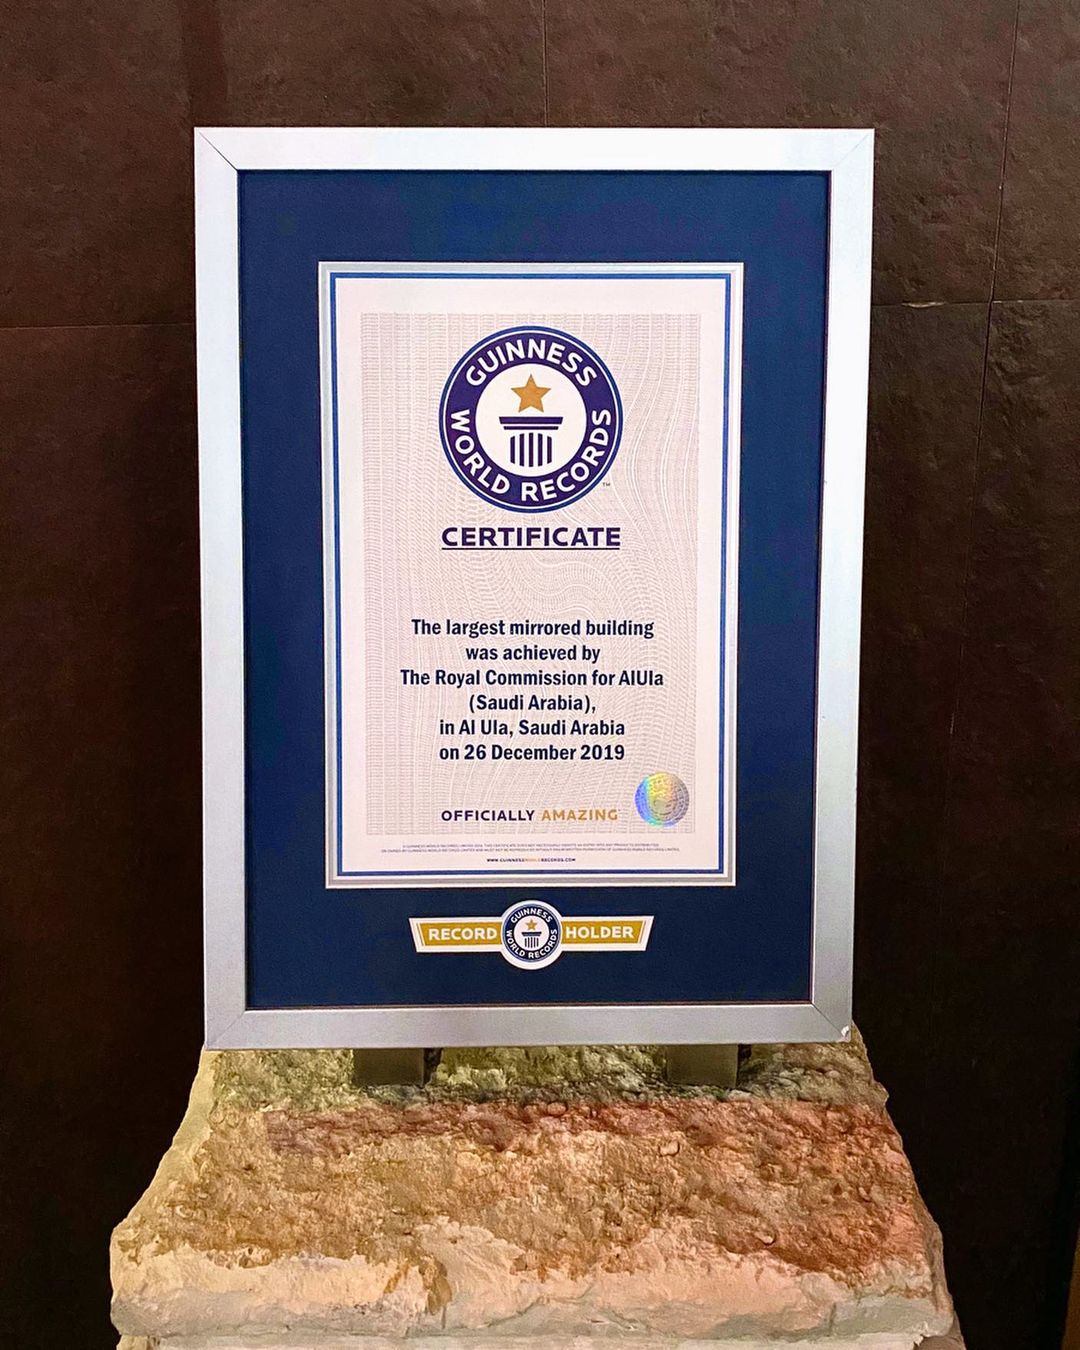 GUINNESS
WORLD RECORDS
TM
CERTIFICATE
The largest mirrored building
was achieved by
The Royal Commission for AlUla
(Saudi Arabia),
in Al Ula, Saudi Arabia
on 26 December 2019
OFFICIALLY AMAZING
WWW.GUINNESSWORLDRECORDS.COM
RECORD
GUINNESS
WORLD RECORDS
HOLDER